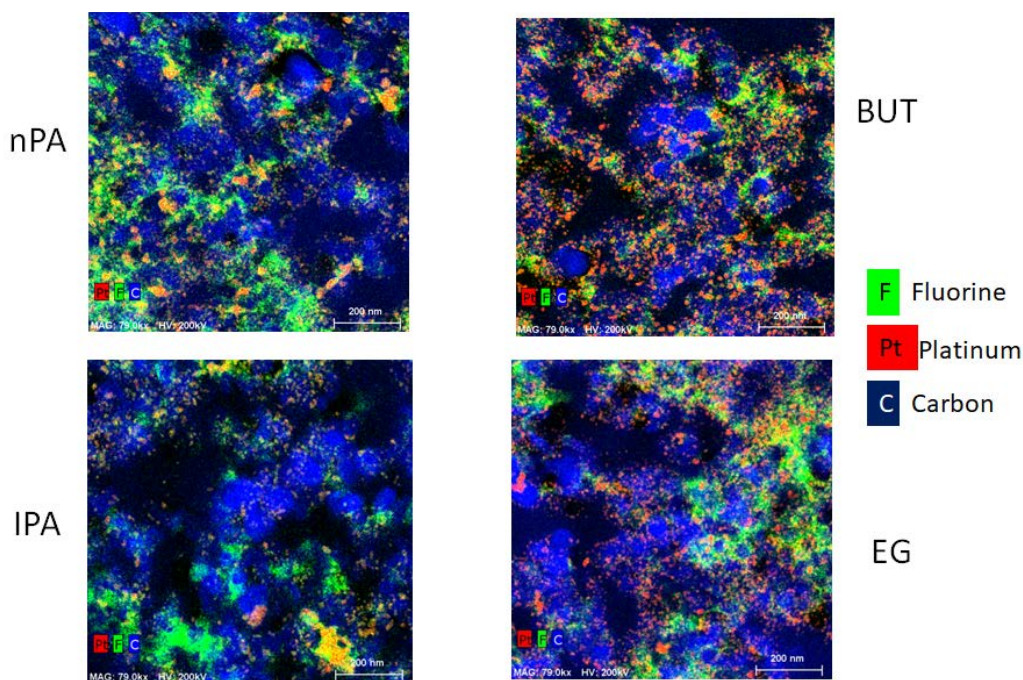 nPA
Pt F C
200 nm
MAG: 79.0kx HV: 200kV
BUT
Pt F C
200 nm
MAG: 79.0kx HV: 200kV
F Fluorine
Pt Platinum
C Carbon
IPA
Pt F C
200 nm
MAG: 79.0kx HV: 200kV
EG
Pt F C
200 nm
MAG: 79.0kx HV: 200kV